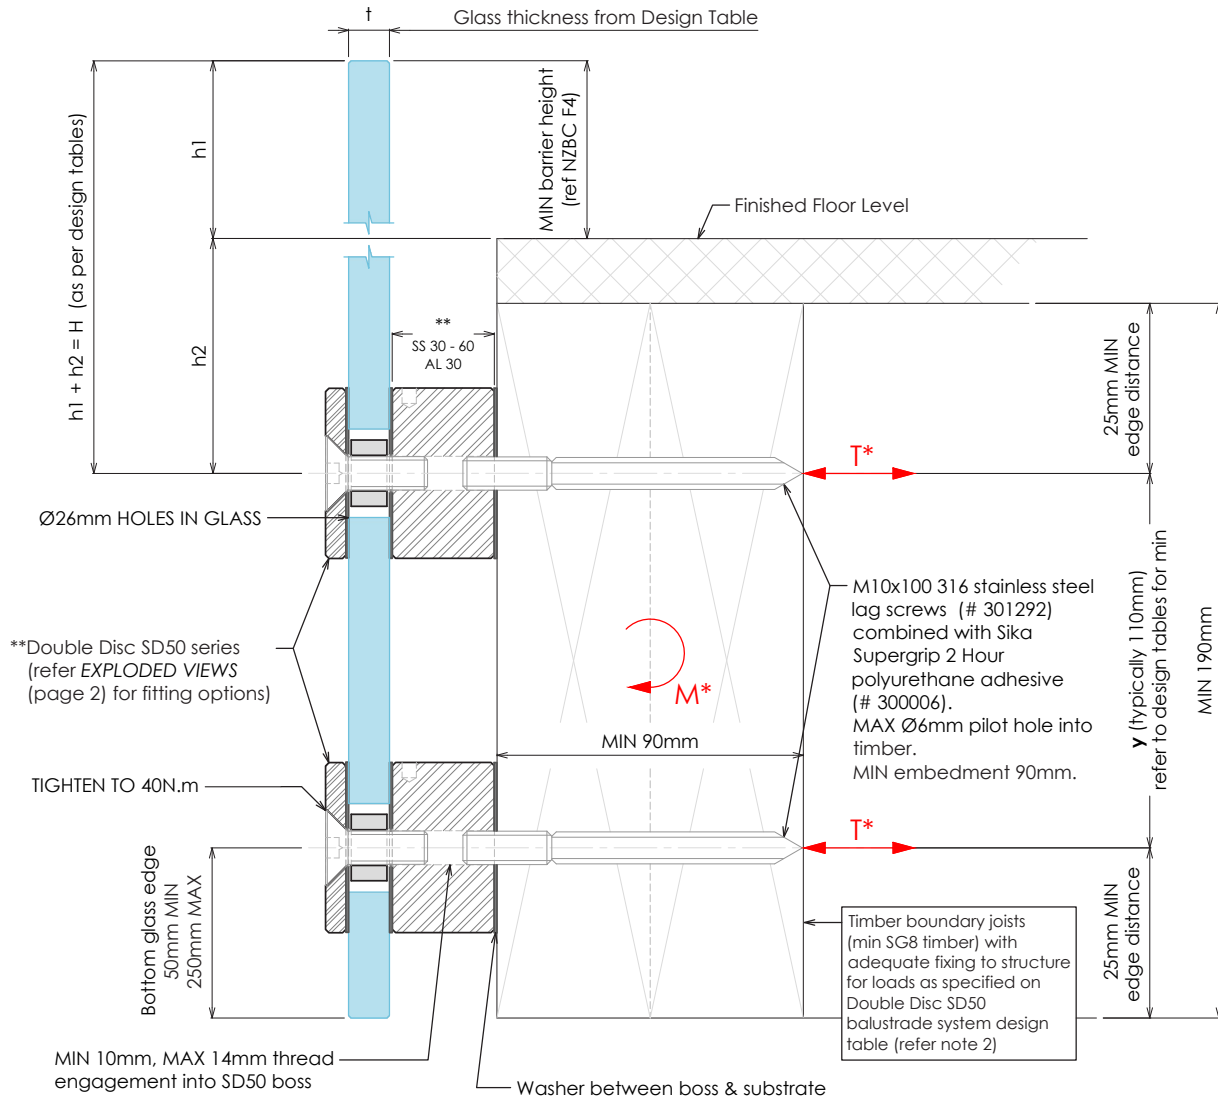 t
Glass thickness from Design Table
h1 + h2 = H  (as per design tables)
h1
h2
MIN barrier height
(ref NZBC F4)
Finished Floor Level
**
SS 30 - 60
AL 30
25mm MIN
edge distance
T*
Ø26mm HOLES IN GLASS
**Double Disc SD50 series
(refer EXPLODED VIEWS
(page 2) for fitting options)
M*
M10x100 316 stainless steel
lag screws  (# 301292)
combined with Sika
Supergrip 2 Hour
polyurethane adhesive
(# 300006).
MAX Ø6mm pilot hole into
timber.
MIN embedment 90mm.
y (typically 110mm)
refer to design tables for min
MIN 190mm
MIN 90mm
TIGHTEN TO 40N.m
T*
Bottom glass edge
50mm MIN
250mm MAX
Timber boundary joists
(min SG8 timber) with
adequate fixing to structure
for loads as specified on
Double Disc SD50
balustrade system design
table (refer note 2)
25mm MIN
edge distance
MIN 10mm, MAX 14mm thread
engagement into SD50 boss
Washer between boss & substrate